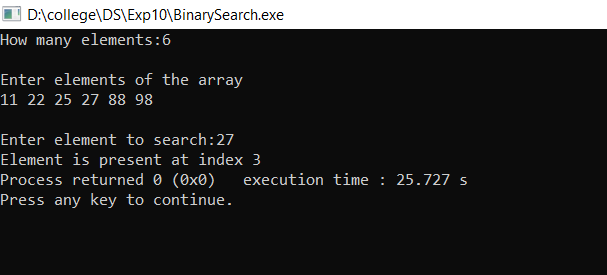 D:\college\DS\Exp10\BinarySearch.exe
How many elements:6
Enter elements of the array
11 22 25 27 88 98
Enter element to search:27
Element is present at index 3
Process returned 0 (0x0)   execution time : 25.727 s
Press any key to continue.